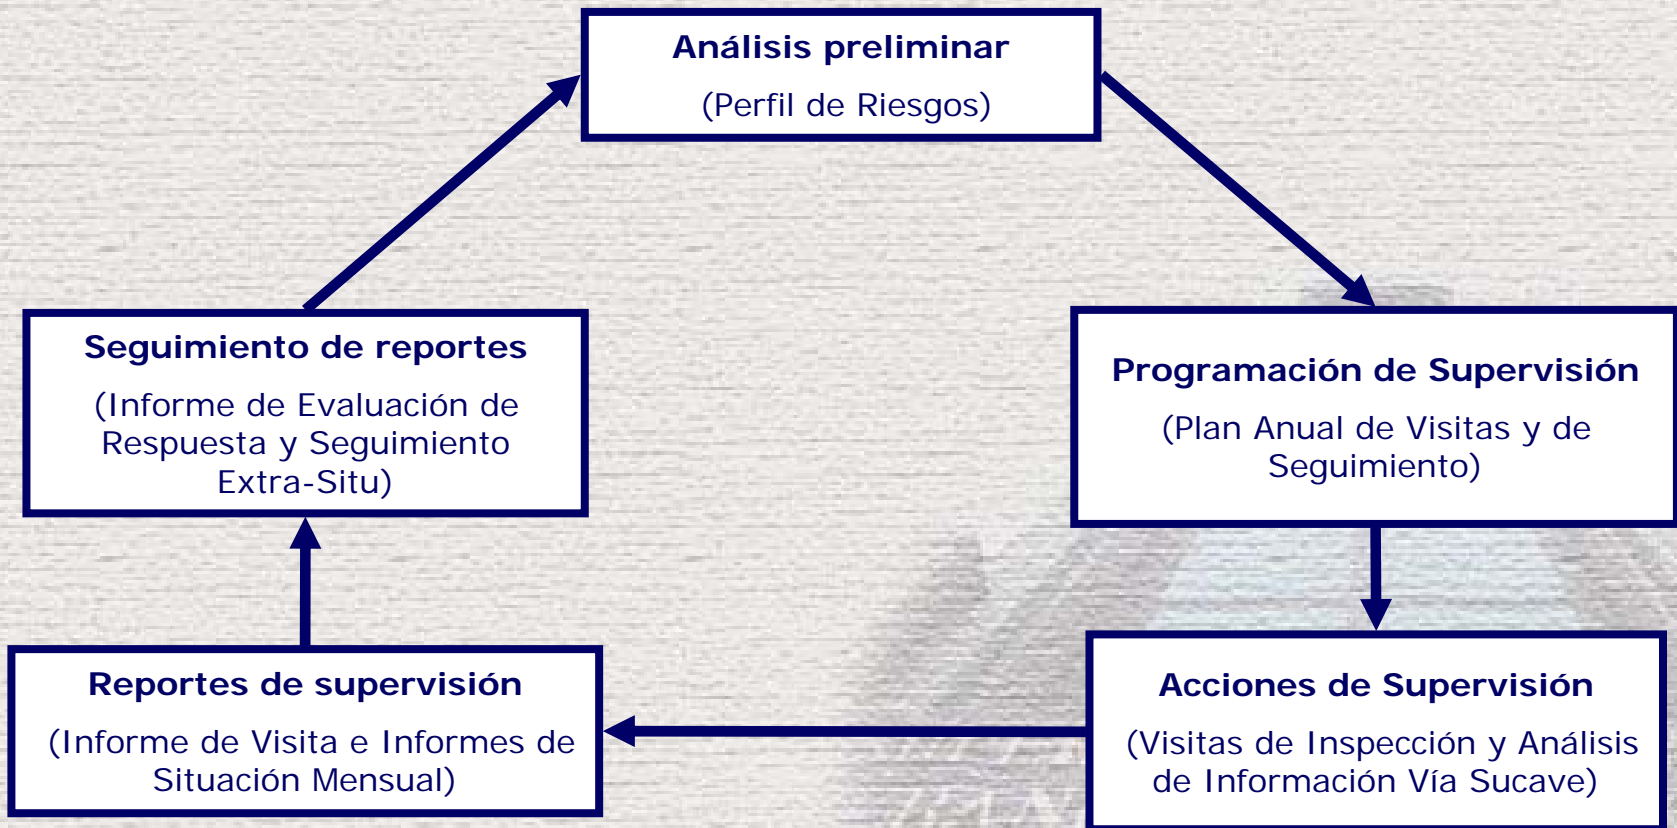 Análisis preliminar
(Perfil de Riesgos)
Seguimiento de reportes
(Informe de Evaluación de
Respuesta y Seguimiento
Extra-Situ)
Programación de Supervisión
(Plan Anual de Visitas y de
Seguimiento)
Reportes de supervisión
(Informe de Visita e Informes de
Situación Mensual)
Acciones de Supervisión
(Visitas de Inspección y Análisis
de Información Vía Sucave)